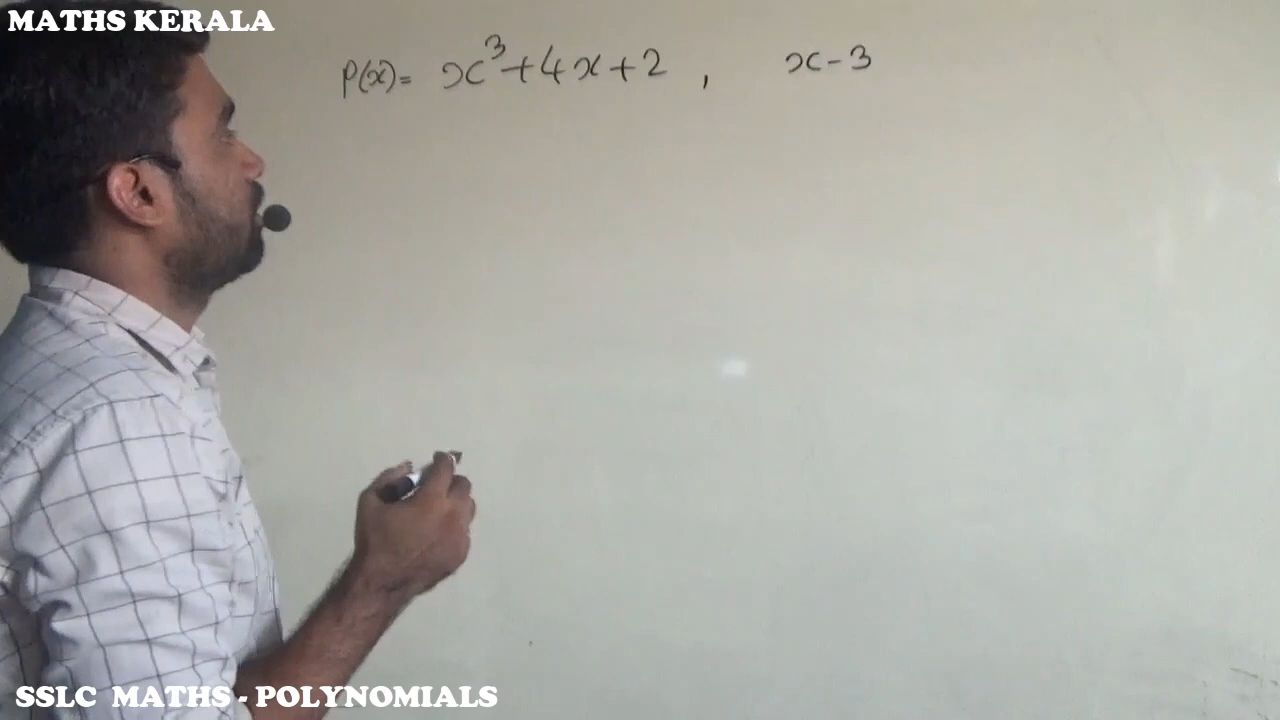 MATHS KERALA
P(x)= x³+4x+2 , x-3
SSLC MATHS - POLYNOMIALS